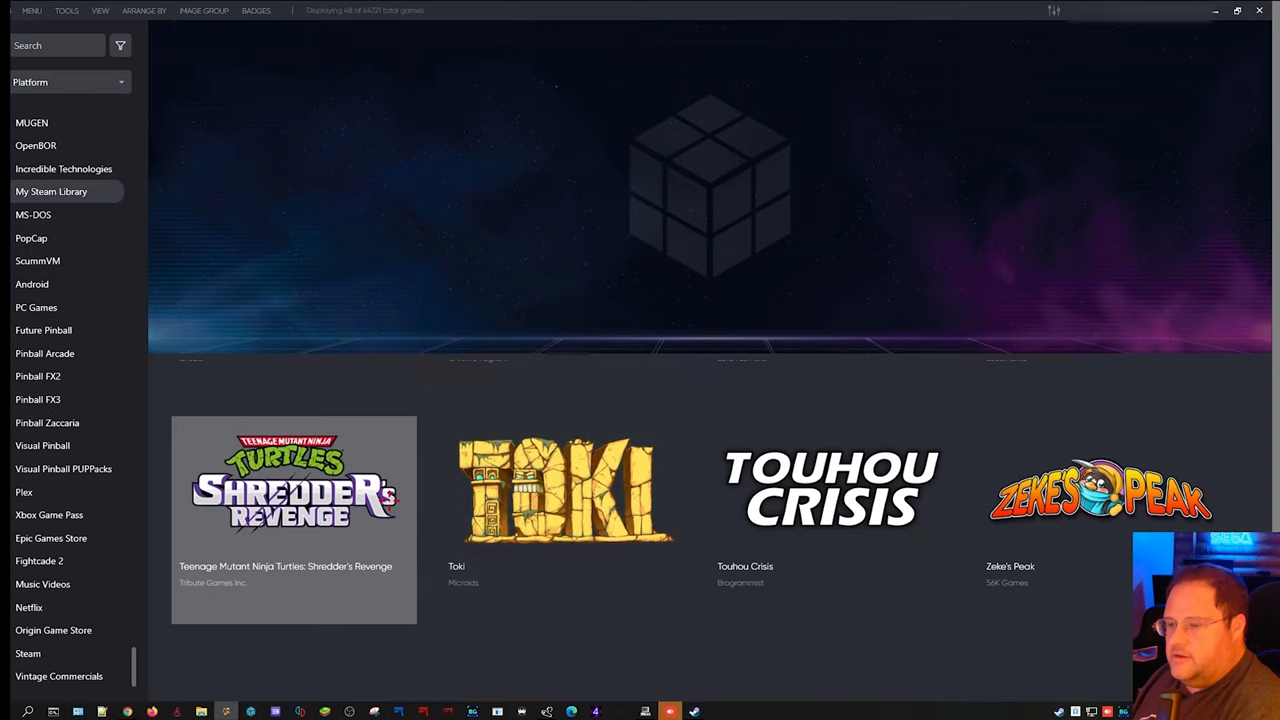 MENU TOOLS VIEW ARRANGE BY IMAGE GROUP BADGES Displaying 48 of 44721 total games.
Search
Platform
MUGEN
OpenBOR
Incredible Technologies
My Steam Library
MS-DOS
PopCap
ScummVM
Android
PC Games
Future Pinball
Pinball Arcade
Pinball FX2
Pinball FX3
Pinball Zaccaria
Visual Pinball
Visual Pinball PUPPacks
Plex
Xbox Game Pass
Epic Games Store
Fightcade 2
Music Videos
Netflix
Origin Game Store
Steam
Vintage Commercials
TEENAGE MUTANT NINJA
TURTLES
SHREDDER'S
REVENGE
Teenage Mutant Ninja Turtles: Shredder's Revenge
Tribute Games Inc.
TOKI
Toki
Microids
TOUHOU
CRISIS
Touhou Crisis
Brogrammist
ZEKE'S PEAK
Zeke's Peak
56K Games
SEGA